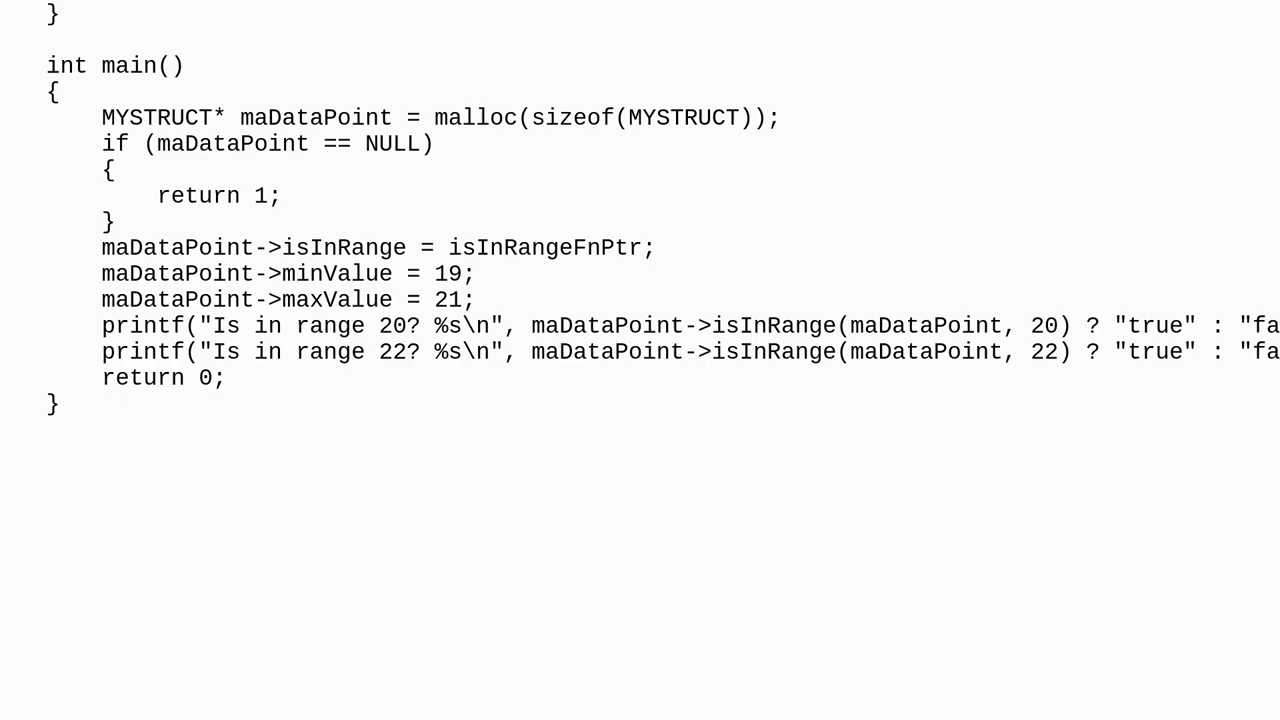 }
int main()
{
    MYSTRUCT* maDataPoint = malloc(sizeof(MYSTRUCT));
    if (maDataPoint == NULL)
    {
        return 1;
    }
    maDataPoint->isInRange = isInRangeFnPtr;
    maDataPoint->minValue = 19;
    maDataPoint->maxValue = 21;
    printf("Is in range 20? %s\n", maDataPoint->isInRange(maDataPoint, 20) ? "true" : "fa
    printf("Is in range 22? %s\n", maDataPoint->isInRange(maDataPoint, 22) ? "true" : "fa
    return 0;
}